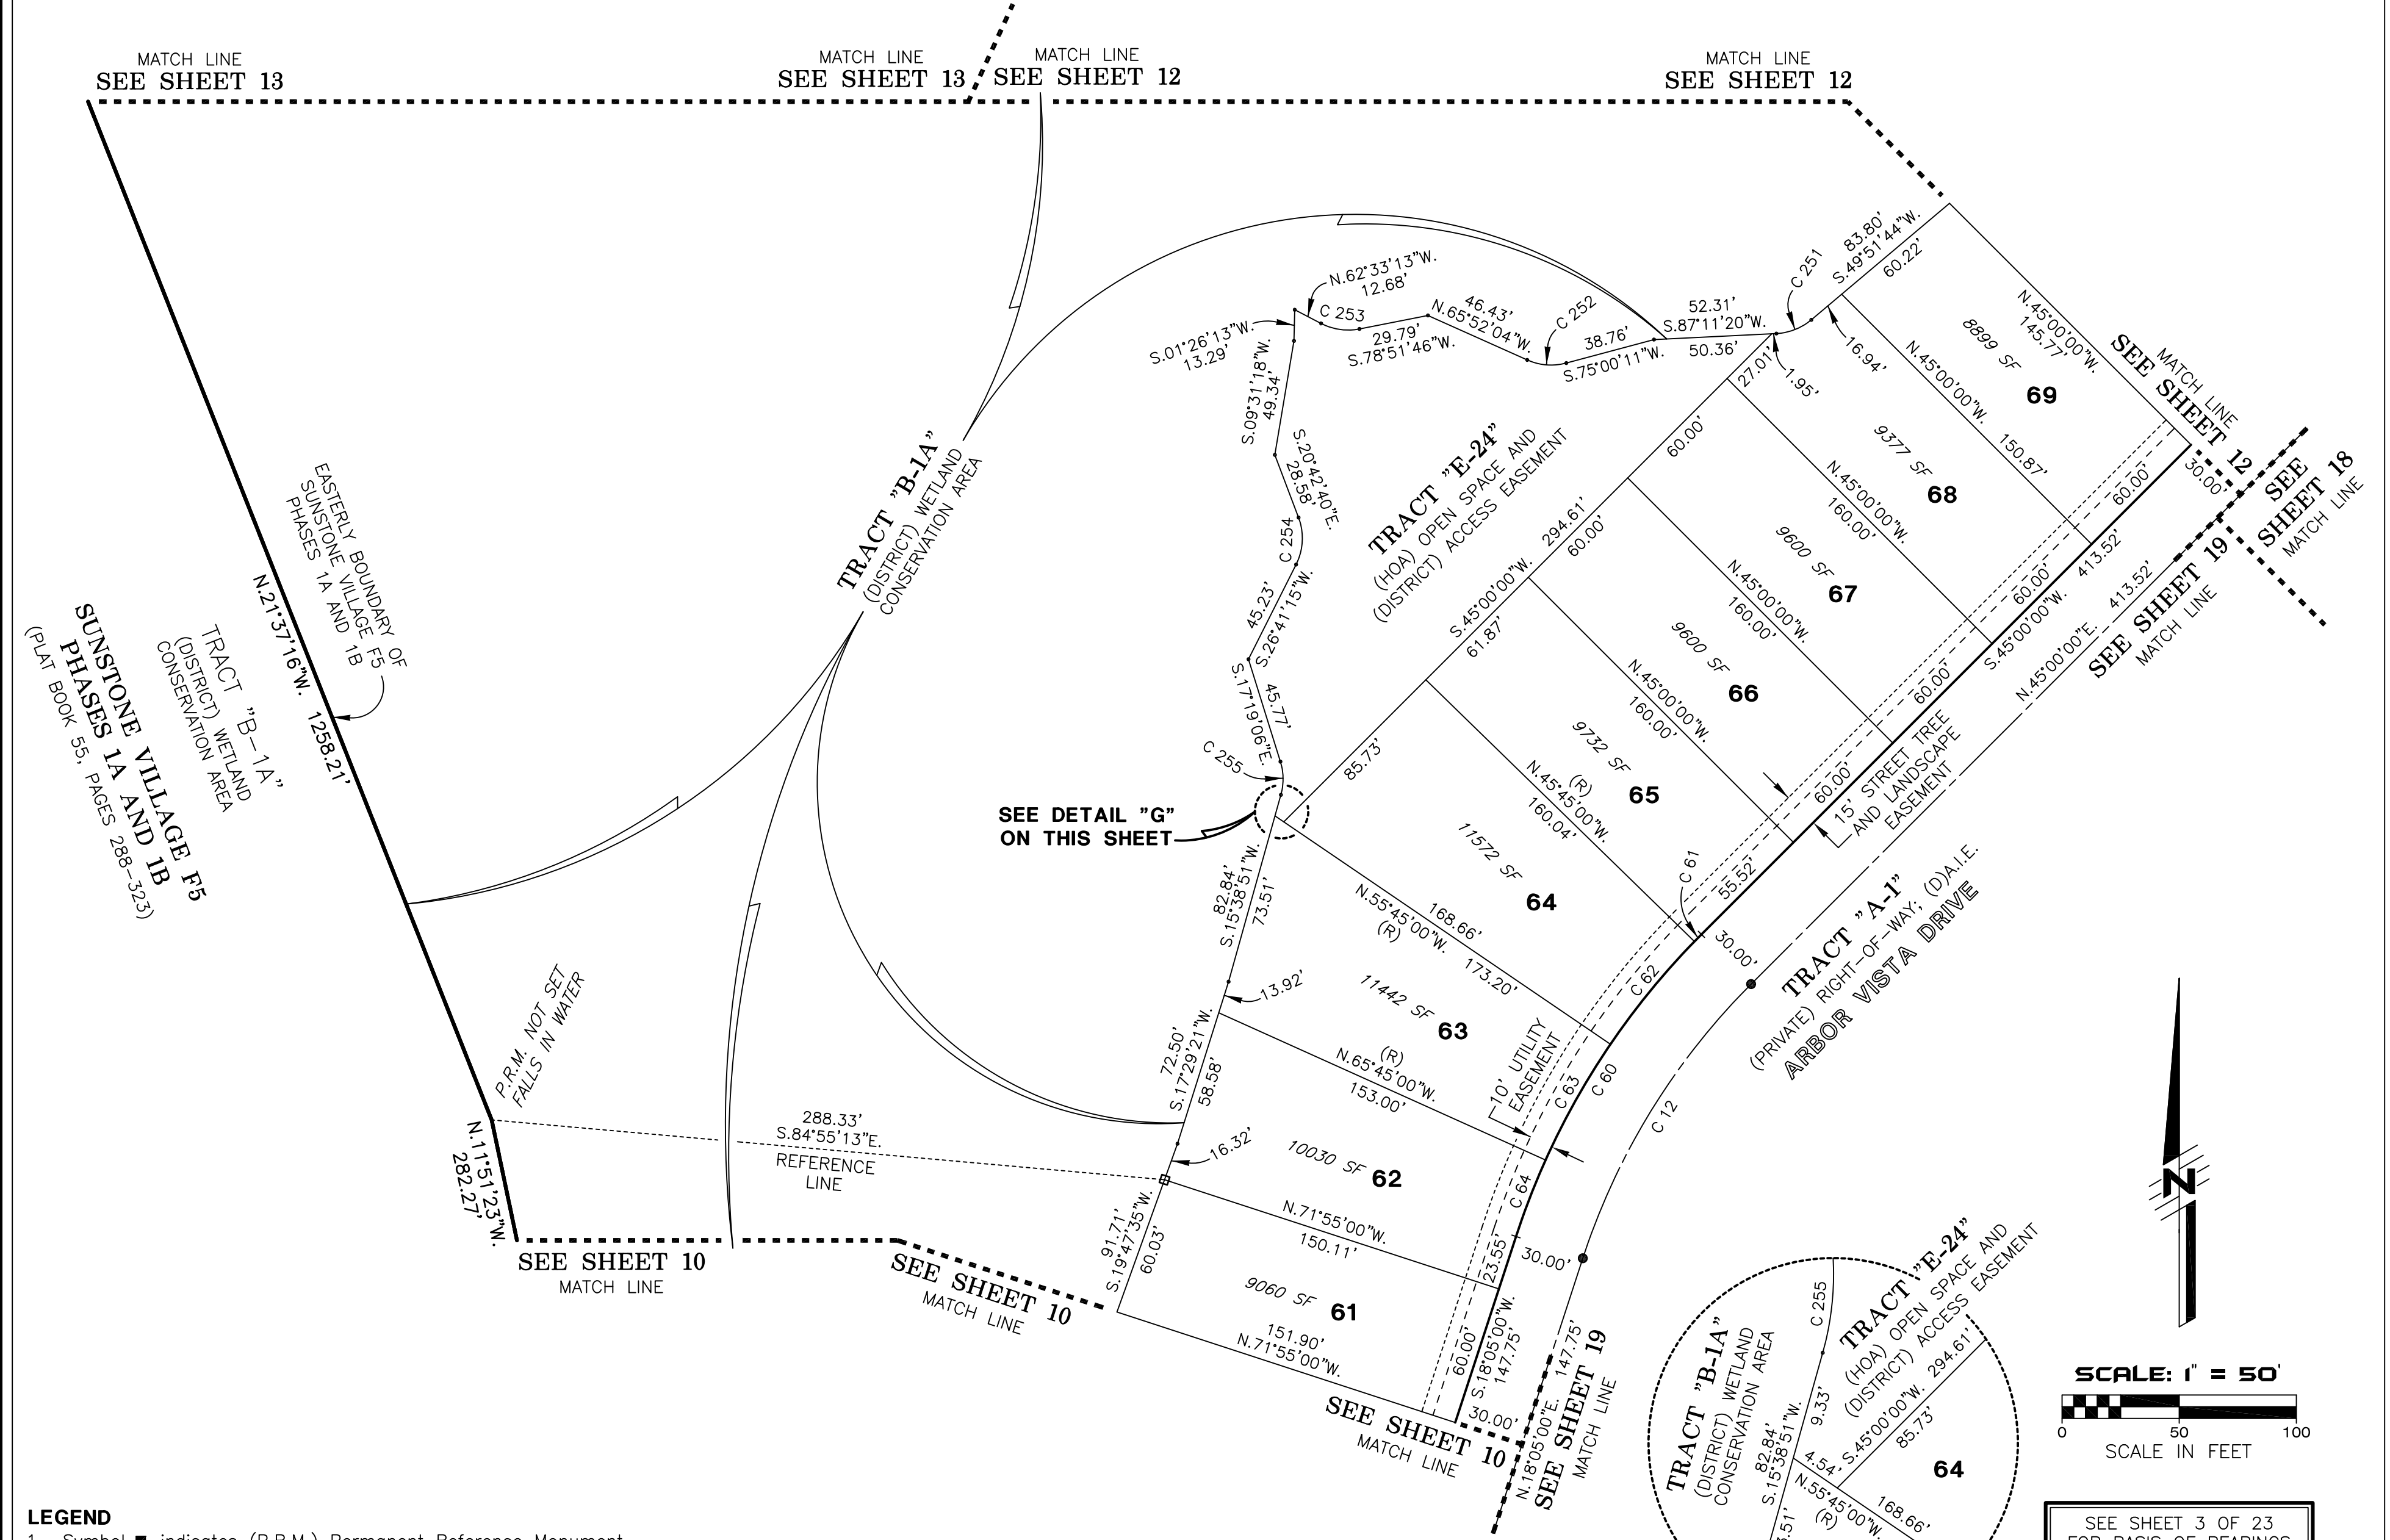 MATCH LINE
SEE SHEET 13
MATCH LINE
SEE SHEET 13
MATCH LINE
SEE SHEET 12
MATCH LINE
SEE SHEET 12
83.80'
S.49°51'44"W.
60.22'
C 251
N.62°33'13"W.
12.68'
C 253
46.43'
N.65°52'04"W.
C 252
52.31'
S.87°11'20"W.
50.36'
38.76'
S.75°00'11"W.
29.79'
S.78°51'46"W.
S.01°26'13"W.
13.29'
S.09°31'18"W.
49.34'
S.20°42'40"E.
28.58'
C 254
45.23'
S.26°41'15"W.
45.77'
S.17°19'06"E.
C 255
16.94'
1.95'
27.01'
N.45°00'00"W.
145.77'
8899 SF
69
N.45°00'00"W.
150.87'
MATCH LINE
SEE SHEET 12
30.00'
SEE
SHEET 18
MATCH LINE
SEE SHEET 19
MATCH LINE
9377 SF
68
60.00'
N.45°00'00"W.
160.00'
9600 SF
67
60.00'
N.45°00'00"W.
160.00'
9600 SF
66
61.87'
N.45°00'00"W.
160.00'
9732 SF
65
(R)
N.45°45'00"W.
160.04'
S.45°00'00"W.
294.61'
85.73'
60.00'
60.00'
60.00'
60.00'
55.52'
S.45°00'00"W.
413.52'
N.45°00'00"E.
413.52'
15' STREET TREE
AND LANDSCAPE
EASEMENT
C 61
TRACT "E-24"
(HOA) OPEN SPACE AND
(DISTRICT) ACCESS EASEMENT
TRACT "B-1A"
(DISTRICT) WETLAND
CONSERVATION AREA
EASTERLY BOUNDARY OF
SUNSTONE VILLAGE F5
PHASES 1A AND 1B
N.21°37'16"W. 1258.21'
TRACT "B-1A"
(DISTRICT) WETLAND
CONSERVATION AREA
SUNSTONE VILLAGE F5
PHASES 1A AND 1B
(PLAT BOOK 55, PAGES 288-323)
SEE DETAIL "G"
ON THIS SHEET
82.84'
S.15°38'51"W.
73.51'
11572 SF
64
168.66'
N.55°45'00"W.
(R)
173.20'
11442 SF
63
13.92'
(R)
N.65°45'00"W.
153.00'
10' UTILITY
EASEMENT
C 62
C 60
C 63
C 12
C 64
30.00'
TRACT "A-1"
(PRIVATE) RIGHT-OF-WAY; (D)A.I.E.
ARBOR VISTA DRIVE
72.50'
S.17°29'21"W.
58.58'
10030 SF
62
16.32'
N.71°55'00"W.
150.11'
P.R.M. NOT SET
FALLS IN WATER
288.33'
S.84°55'13"E.
REFERENCE
LINE
N.11°51'23"W.
282.27'
SEE SHEET 10
MATCH LINE
SEE SHEET 10
MATCH LINE
91.71'
S.19°47'35"W.
60.03'
9060 SF
61
151.90'
N.71°55'00"W.
23.55'
30.00'
60.00'
S.18°05'00"W.
147.75'
N.18°05'00"E.
147.75'
30.00'
SEE SHEET 19
MATCH LINE
SEE SHEET 10
MATCH LINE
C 255
TRACT "E-24"
(HOA) OPEN SPACE AND
(DISTRICT) ACCESS EASEMENT
TRACT "B-1A"
(DISTRICT) WETLAND
CONSERVATION AREA
82.84'
S.15°38'51"W.
9.33'
S.45°00'00"W. 294.61'
85.73'
4.54'
N.55°45'00"W.
(R)
168.66'
64
N
SCALE: 1" = 50'
0 50 100
SCALE IN FEET
LEGEND
1. Symbol ■ indicates (P.R.M.) Permanent Reference Monument
SEE SHEET 3 OF 23
FOR BASIS OF BEARINGS